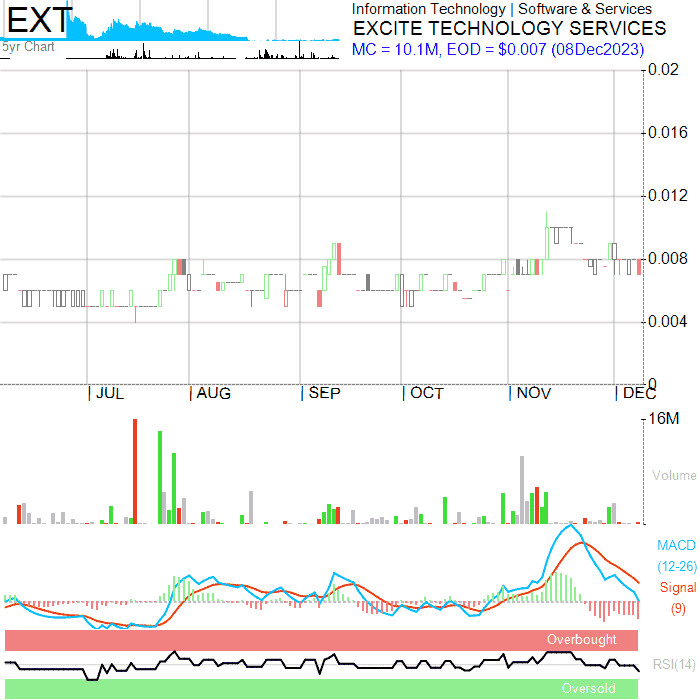 EXT
5yr Chart
Information Technology | Software & Services
EXCITE TECHNOLOGY SERVICES
MC = 10.1M, EOD = $0.007 (08Dec2023)
0.02
0.016
0.012
0.008
0.004
0
JUL AUG SEP OCT NOV DEC
16M
Volume
MACD
(12-26)
Signal
(9)
Overbought
RSI(14)
Oversold